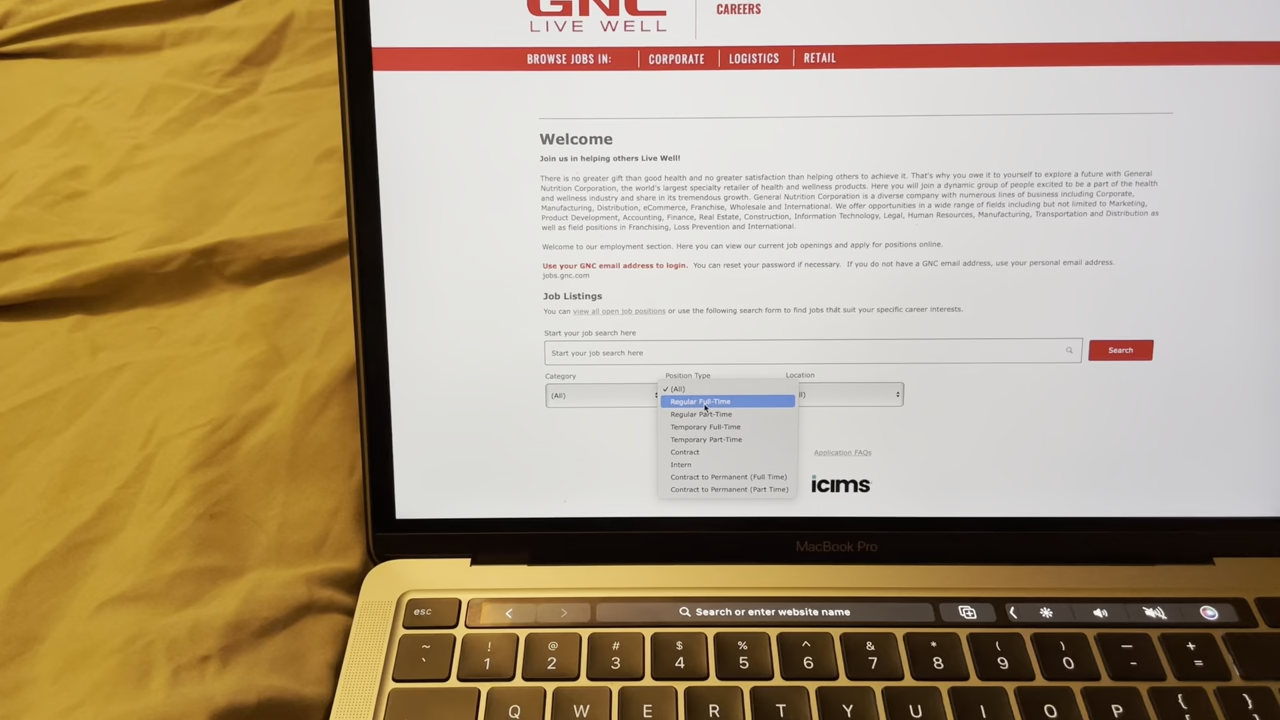 GNC
LIVE WELL
CAREERS
BROWSE JOBS IN: CORPORATE LOGISTICS RETAIL
Welcome
Join us in helping others Live Well!
There is no greater gift than good health and no greater satisfaction than helping others to achieve it. That's why you owe it to yourself to explore a future with General
Nutrition Corporation, the world's largest specialty retailer of health and wellness products. Here you will join a dynamic group of people excited to be a part of the health
and wellness industry and share in its tremendous growth. General Nutrition Corporation is a diverse company with numerous lines of business including Corporate,
Manufacturing, Distribution, eCommerce, Franchise, Wholesale and International. We offer opportunities in a wide range of fields including but not limited to Marketing,
Product Development, Accounting, Finance, Real Estate, Construction, Information Technology, Legal, Human Resources, Manufacturing, Transportation and Distribution as
well as field positions in Franchising, Loss Prevention and International.
Welcome to our employment section. Here you can view our current job openings and apply for positions online.
Use your GNC email address to login. You can reset your password if necessary. If you do not have a GNC email address, use your personal email address.
jobs.gnc.com
Job Listings
You can view all open job positions or use the following search form to find jobs that suit your specific career interests.
Start your job search here
Start your job search here Search
Category Position Type Location
(All) ✓ (All) ll)
Regular Full-Time
Regular Part-Time
Temporary Full-Time
Temporary Part-Time
Contract
Intern
Contract to Permanent (Full Time)
Contract to Permanent (Part Time)
Application FAQs
icims
MacBook Pro
esc < > Search or enter website name
~ ! @ # $ % ^ & * ( ) — +
` 1 2 3 4 5 6 7 8 9 0 - =
Q W E R T Y U I O P { }